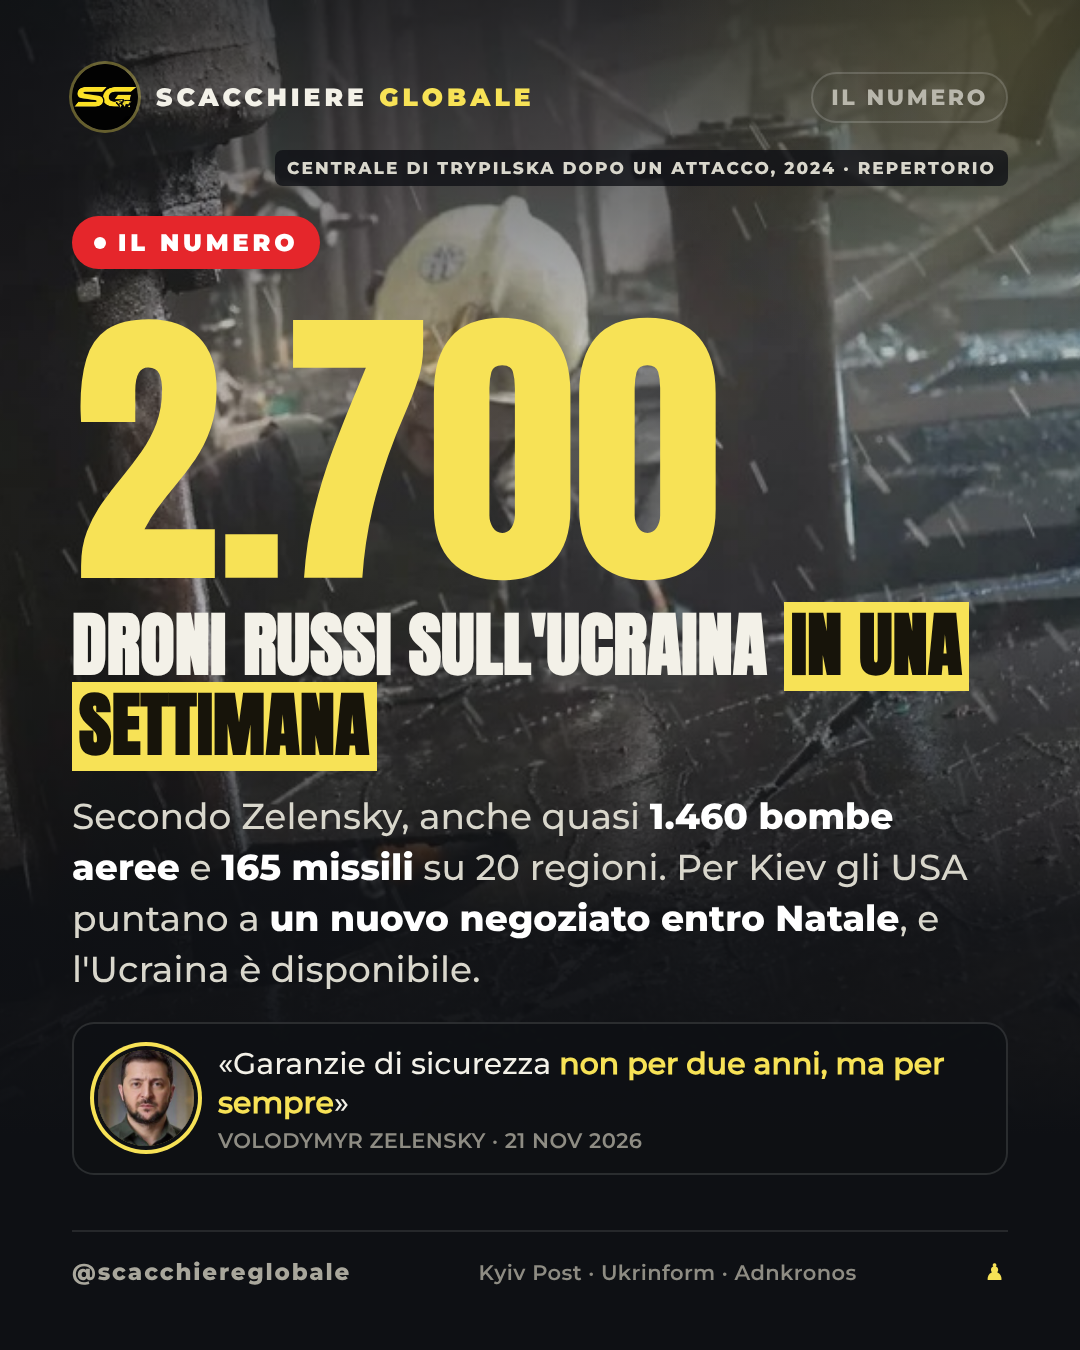 SG
SCACCHIERE GLOBALE
IL NUMERO
CENTRALE DI TRYPILSKA DOPO UN ATTACCO, 2024 · REPERTORIO
IL NUMERO
2.700
DRONI RUSSI SULL'UCRAINA IN UNA
SETTIMANA
Secondo Zelensky, anche quasi 1.460 bombe
aeree e 165 missili su 20 regioni. Per Kiev gli USA
puntano a un nuovo negoziato entro Natale, e
l'Ucraina è disponibile.
«Garanzie di sicurezza non per due anni, ma per
sempre»
VOLODYMYR ZELENSKY · 21 NOV 2026
@scacchiereglobale
Kyiv Post · Ukrinform · Adnkronos